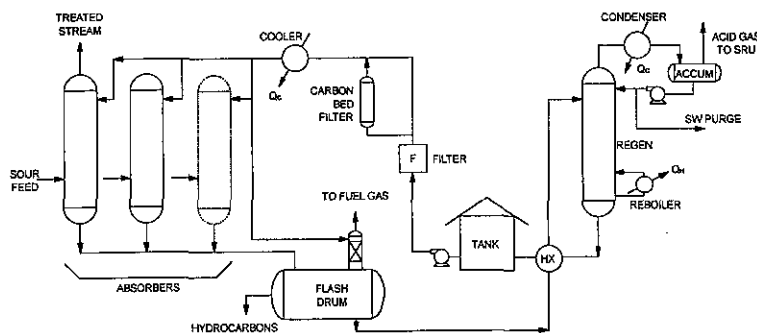 TREATED
STREAM
COOLER
Qc
CARBON
BED
FILTER
F
FILTER
CONDENSER
Qc
ACID GAS
TO SRU
ACCUM
SW PURGE
REGEN
QH
REBOILER
SOUR
FEED
TO FUEL GAS
TANK
HX
ABSORBERS
FLASH
DRUM
HYDROCARBONS